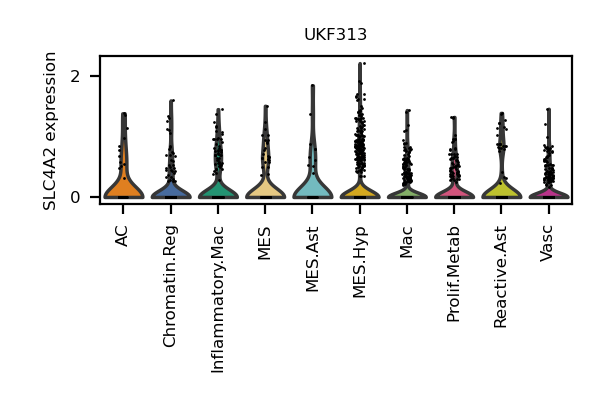 UKF313
SLC4A2 expression
2
0
AC
Chromatin.Reg
Inflammatory.Mac
MES
MES.Ast
MES.Hyp
Mac
Prolif.Metab
Reactive.Ast
Vasc